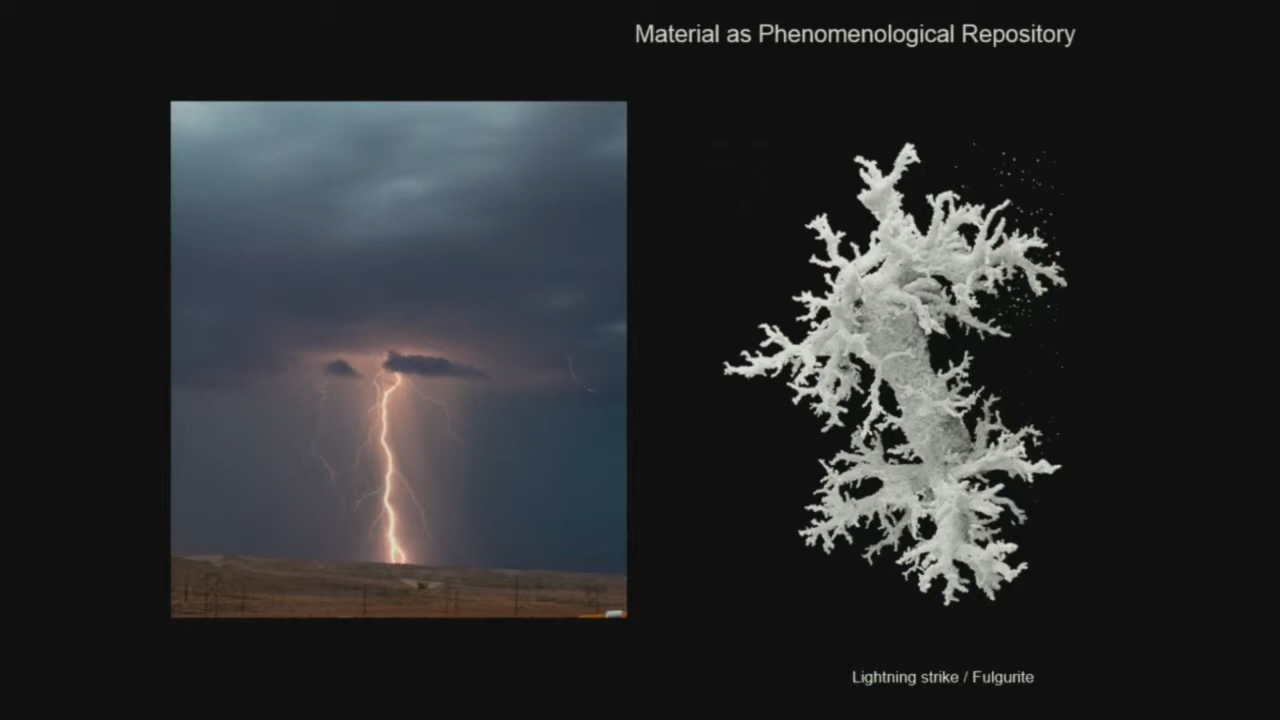 Material as Phenomenological Repository
Lightning strike / Fulgurite